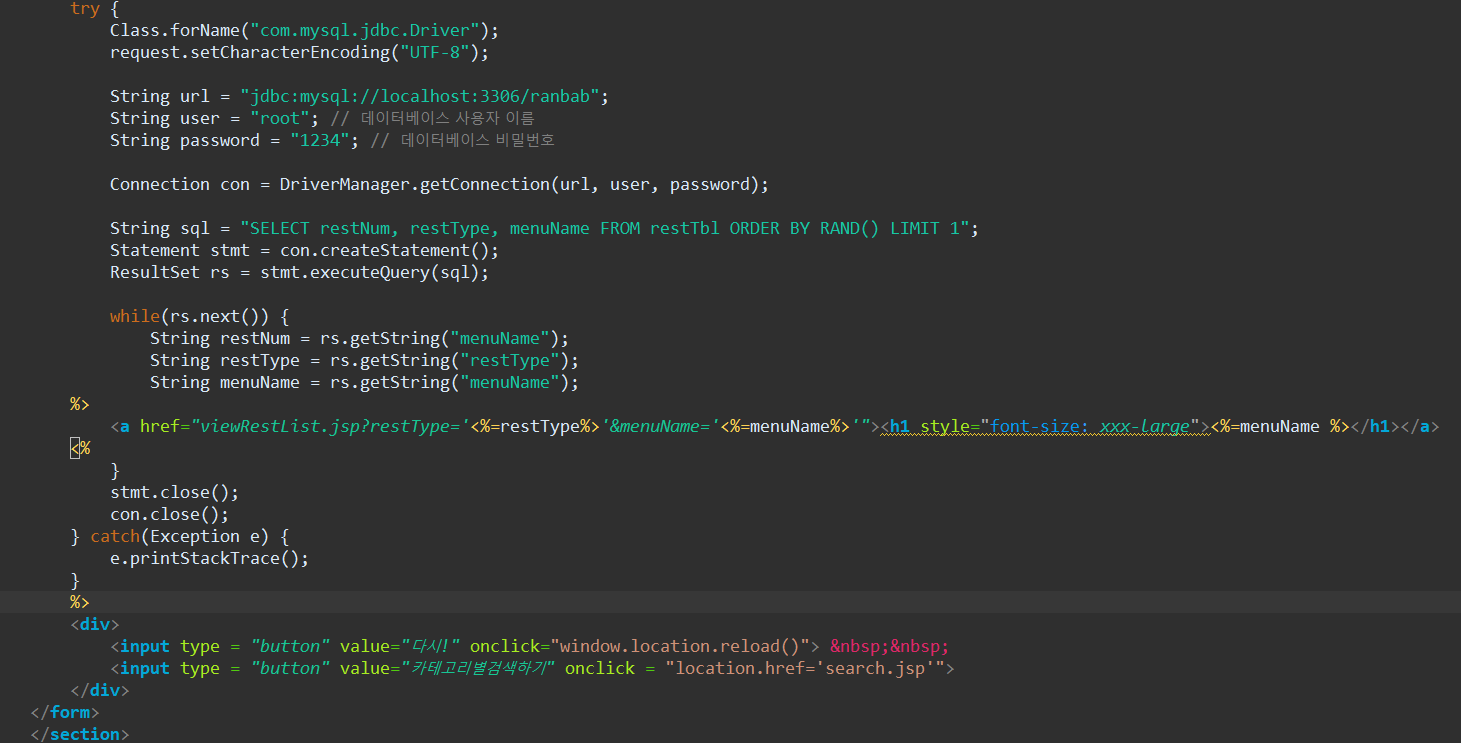 try {
Class.forName("com.mysql.jdbc.Driver");
request.setCharacterEncoding("UTF-8");
String url = "jdbc:mysql://localhost:3306/ranbab";
String user = "root"; // 데이터베이스 사용자 이름
String password = "1234"; // 데이터베이스 비밀번호
Connection con = DriverManager.getConnection(url, user, password);
String sql = "SELECT restNum, restType, menuName FROM restTbl ORDER BY RAND() LIMIT 1";
Statement stmt = con.createStatement();
ResultSet rs = stmt.executeQuery(sql);
while(rs.next()) {
String restNum = rs.getString("menuName");
String restType = rs.getString("restType");
String menuName = rs.getString("menuName");
%>
<a href="viewRestList.jsp?restType='<%=restType%>'&menuName='<%=menuName%>'"><h1 style="font-size: xxx-large"><%=menuName %></h1></a>
<%
}
stmt.close();
con.close();
} catch(Exception e) {
e.printStackTrace();
}
%>
<div>
<input type = "button" value="다시!" onclick="window.location.reload()"> &nbsp;&nbsp;
<input type = "button" value="카테고리별검색하기" onclick = "location.href='search.jsp'">
</div>
</form>
</section>